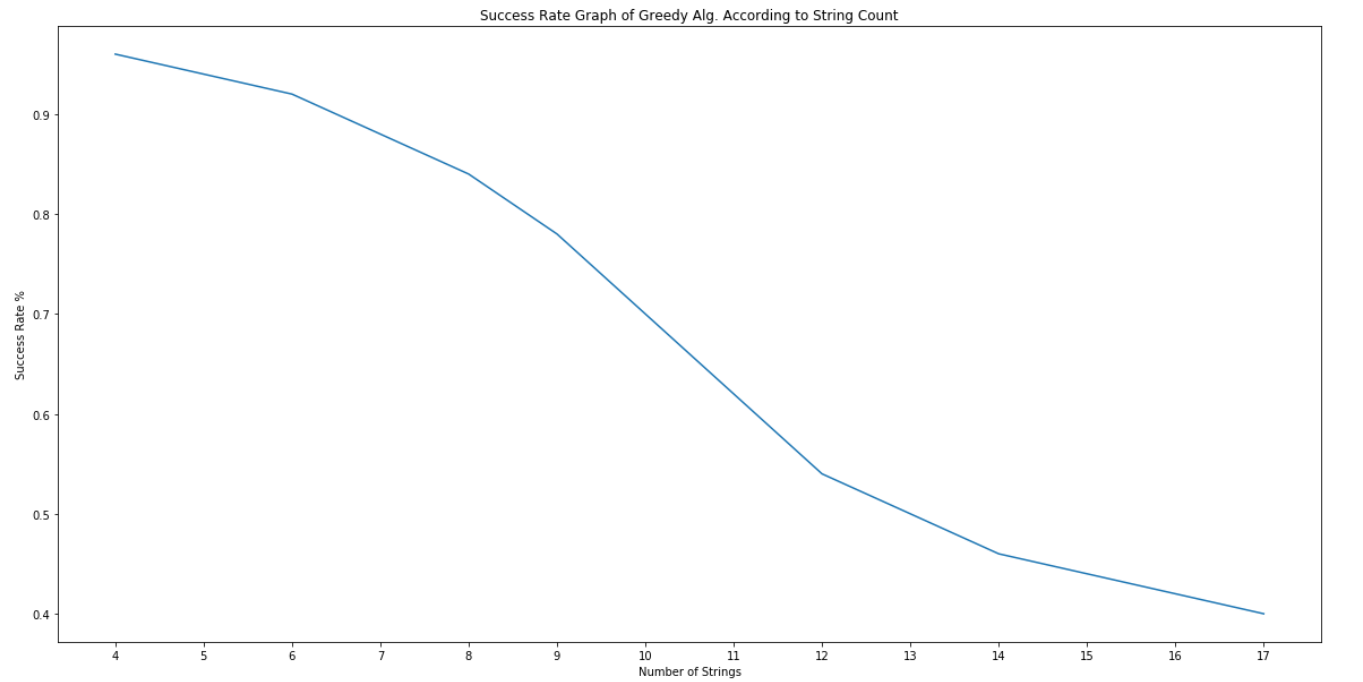 Success Rate Graph of Greedy Alg. According to String Count
0.9
0.8
0.7
0.6
0.5
0.4
Success Rate %
4 5 6 7 8 9 10 11 12 13 14 15 16 17
Number of Strings